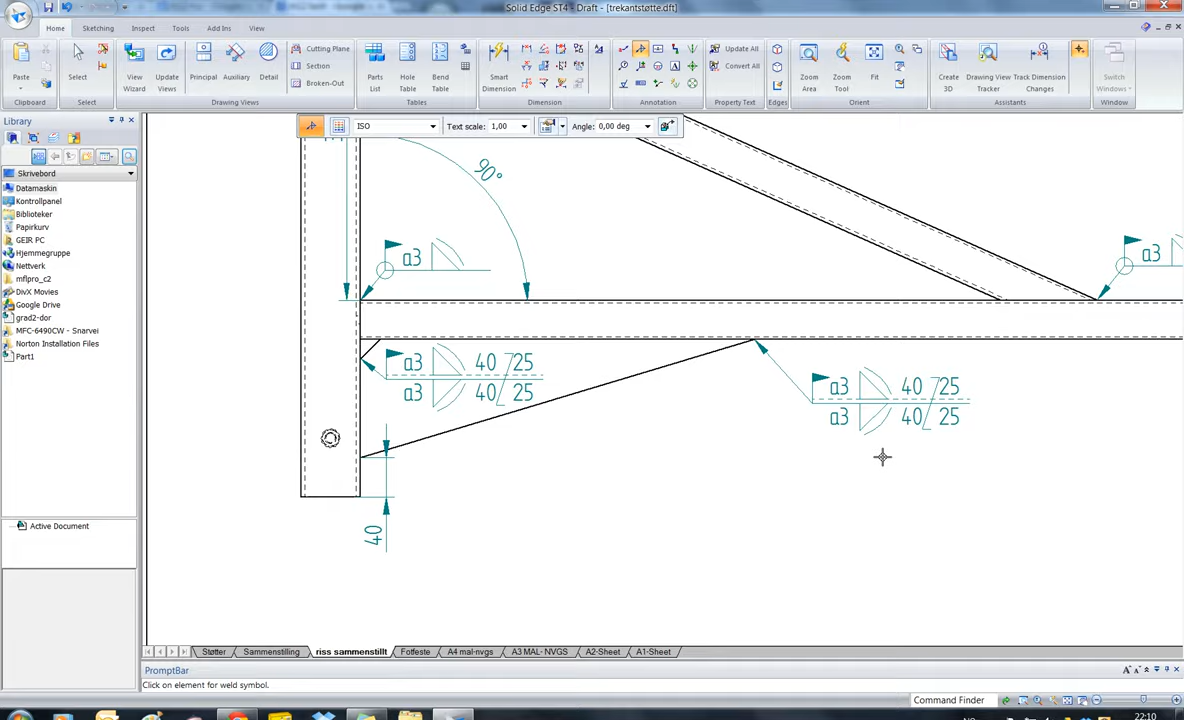 Solid Edge ST4 - Draft - [trekantstøtte.dft]
Home Sketching Inspect Tools Add Ins View
Paste
Clipboard
Select
Select
View Wizard
Update Views
Principal
Auxiliary
Detail
Cutting Plane
Section
Broken-Out
Drawing Views
Parts List
Hole Table
Bend Table
Tables
Smart Dimension
Dimension
Annotation
Update All
Convert All
Property Text
Edges
Zoom Area
Zoom Tool
Fit
Orient
Create 3D
Drawing View Tracker
Track Dimension Changes
Assistants
Switch Windows
Window
ISO
Text scale: 1,00
Angle: 0,00 deg
Library
Skrivebord
Datamaskin
Kontrollpanel
Biblioteker
Papirkurv
GEIR PC
Hjemmegruppe
Nettverk
mflpro_c2
DivX Movies
Google Drive
grad2-dor
MFC-6490CW - Snarvei
Norton Installation Files
Part1
Active Document
90°
a3
a3
a3 40 25
a3 40 25
a3 40 25
a3 40 25
40
Støtter Sammenstilling riss sammenstillt Fotfeste A4 mal-nvgs A3 MAL- NVGS A2-Sheet A1-Sheet
PromptBar
Click on element for weld symbol.
Command Finder
22:10